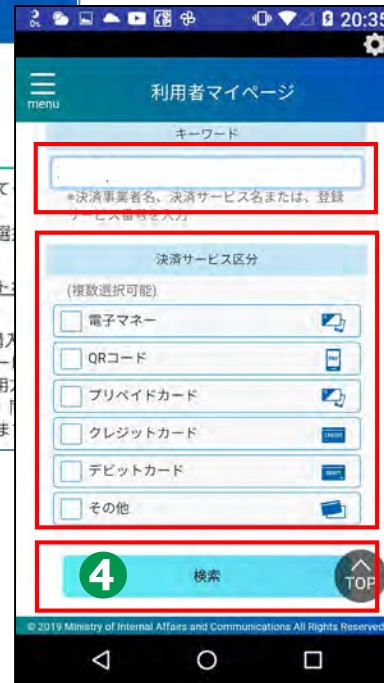 20:35
menu
利用者マイページ
キーワード
*決済事業者名、決済サービス名または、登録
サービス番号を入力
決済サービス区分
(複数選択可能)
電子マネー
QRコード
プリペイドカード
クレジットカード
デビットカード
その他
4
検索
TOP
© 2019 Ministry of Internal Affairs and Communications All Rights Reserved